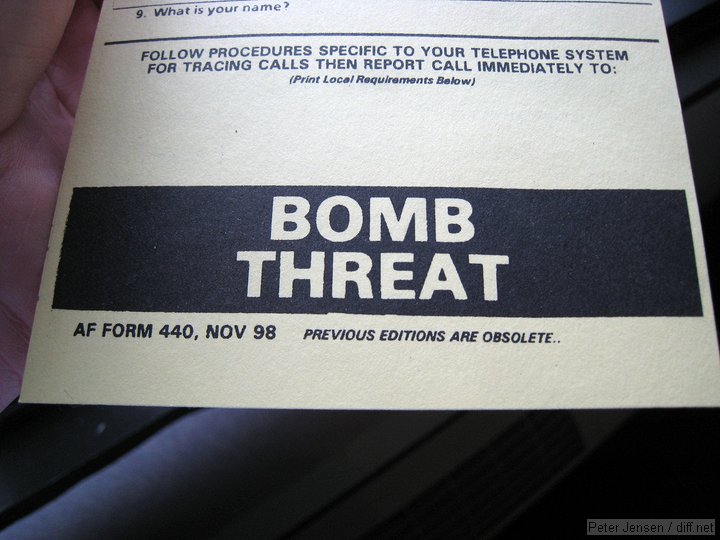 9. What is your name?
FOLLOW PROCEDURES SPECIFIC TO YOUR TELEPHONE SYSTEM
FOR TRACING CALLS THEN REPORT CALL IMMEDIATELY TO:
(Print Local Requirements Below)
BOMB
THREAT
AF FORM 440, NOV 98 PREVIOUS EDITIONS ARE OBSOLETE..
Peter Jensen / diff.net